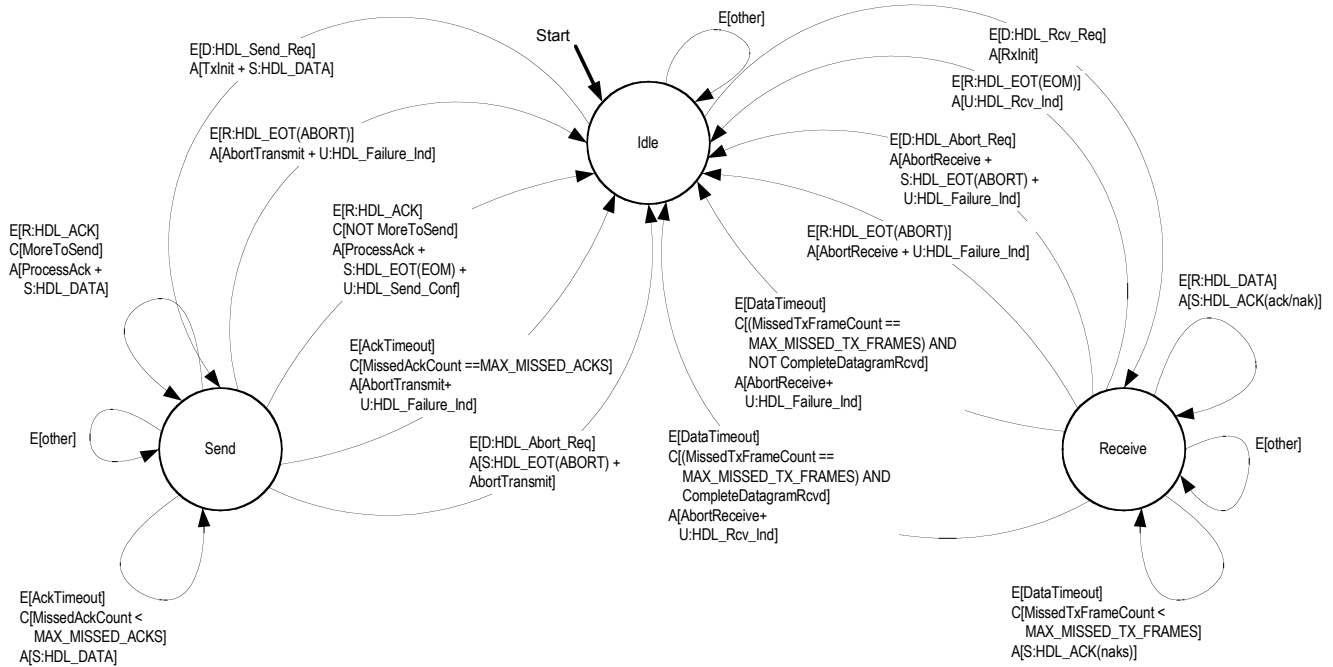 E[other]
Start
E[D:HDL_Send_Req]
A[TxInit + S:HDL_DATA]
E[D:HDL_Rcv_Req]
A[RxInit]
E[R:HDL_EOT(EOM)]
A[U:HDL_Rcv_Ind]
E[R:HDL_EOT(ABORT)]
A[AbortTransmit + U:HDL_Failure_Ind]
Idle
E[D:HDL_Abort_Req]
A[AbortReceive +
S:HDL_EOT(ABORT) +
U:HDL_Failure_Ind]
E[R:HDL_ACK]
C[MoreToSend]
A[ProcessAck +
S:HDL_DATA]
E[R:HDL_ACK]
C[NOT MoreToSend]
A[ProcessAck +
S:HDL_EOT(EOM) +
U:HDL_Send_Conf]
E[R:HDL_EOT(ABORT)]
A[AbortReceive + U:HDL_Failure_Ind]
E[R:HDL_DATA]
A[S:HDL_ACK(ack/nak)]
E[DataTimeout]
C[(MissedTxFrameCount ==
MAX_MISSED_TX_FRAMES) AND
NOT CompleteDatagramRcvd]
A[AbortReceive+
U:HDL_Failure_Ind]
E[AckTimeout]
C[MissedAckCount ==MAX_MISSED_ACKS]
A[AbortTransmit+
U:HDL_Failure_Ind]
E[other]
Send
E[D:HDL_Abort_Req]
A[S:HDL_EOT(ABORT) +
AbortTransmit]
E[DataTimeout]
C[(MissedTxFrameCount ==
MAX_MISSED_TX_FRAMES) AND
CompleteDatagramRcvd]
A[AbortReceive+
U:HDL_Rcv_Ind]
Receive
E[other]
E[AckTimeout]
C[MissedAckCount <
MAX_MISSED_ACKS]
A[S:HDL_DATA]
E[DataTimeout]
C[MissedTxFrameCount <
MAX_MISSED_TX_FRAMES]
A[S:HDL_ACK(naks)]